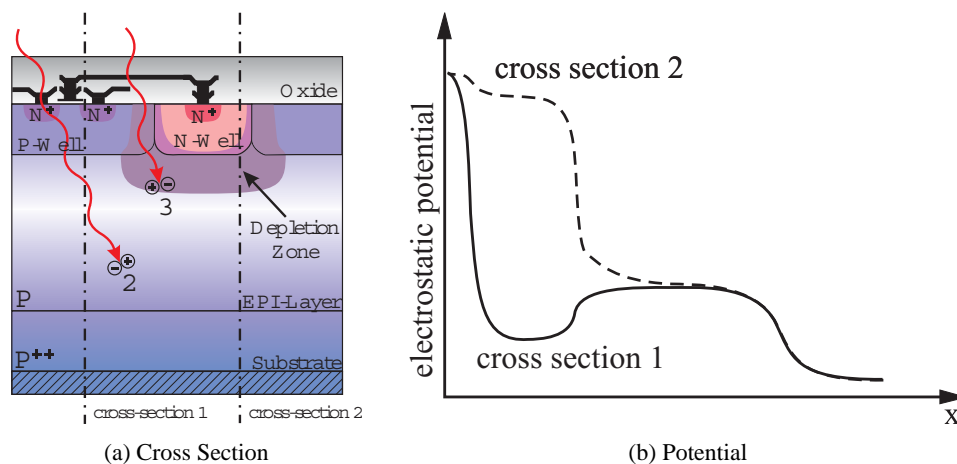 Oxide
N+
N+
N+
P-Well
N-Well
+ -
3
Depletion
Zone
- +
2
P
EPI-Layer
P++
Substrate
cross-section 1
cross-section 2
(a) Cross Section
electrostatic potential
cross section 2
cross section 1
x
(b) Potential